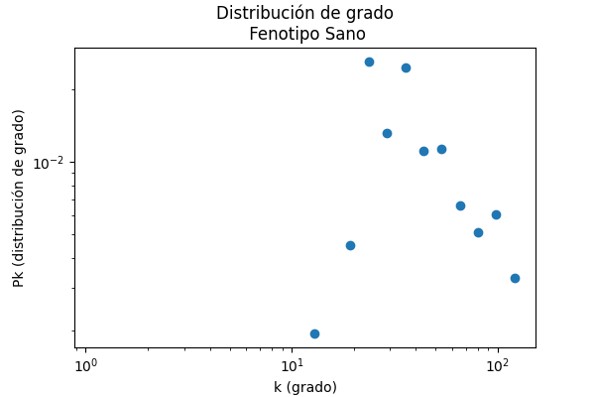 Distribución de grado
Fenotipo Sano
Pk (distribución de grado)
10⁻²
10⁰ 10¹ 10²
k (grado)